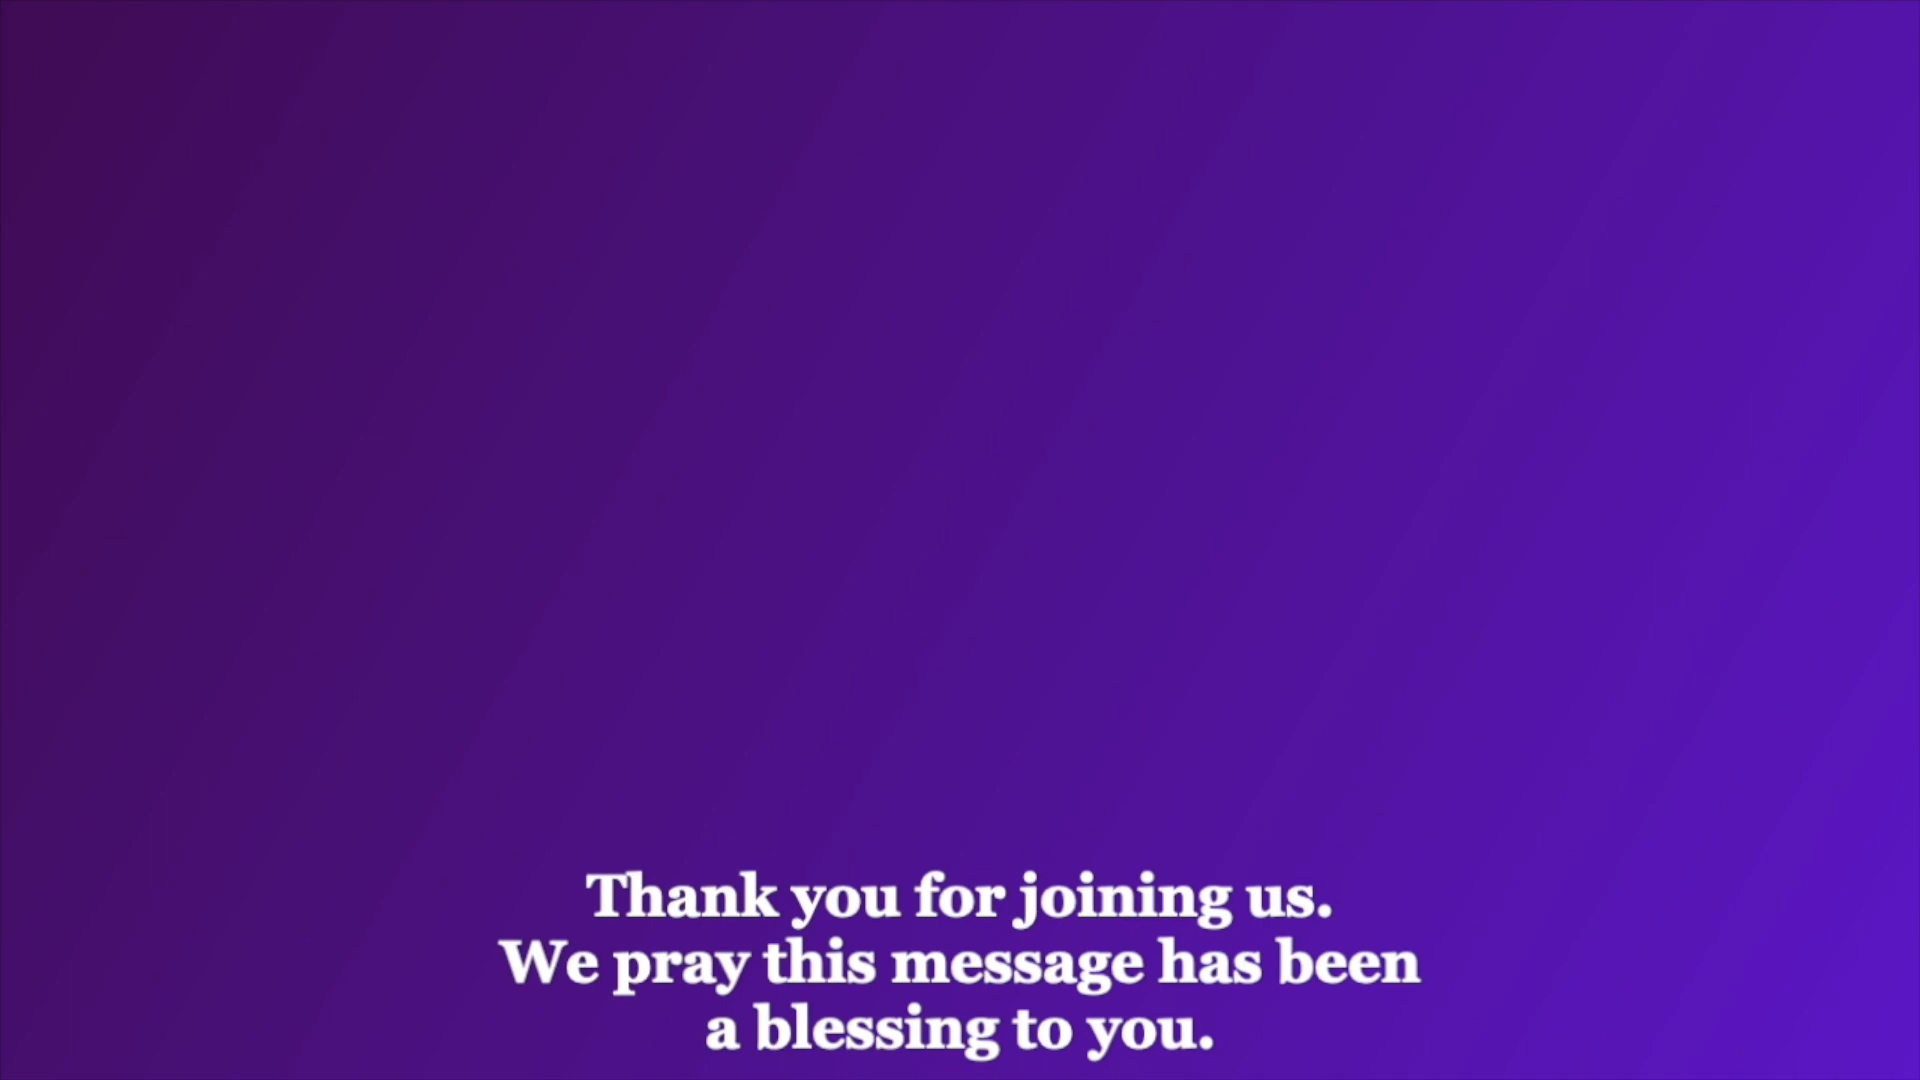 Thank you for joining us.
We pray this message has been
a blessing to you.